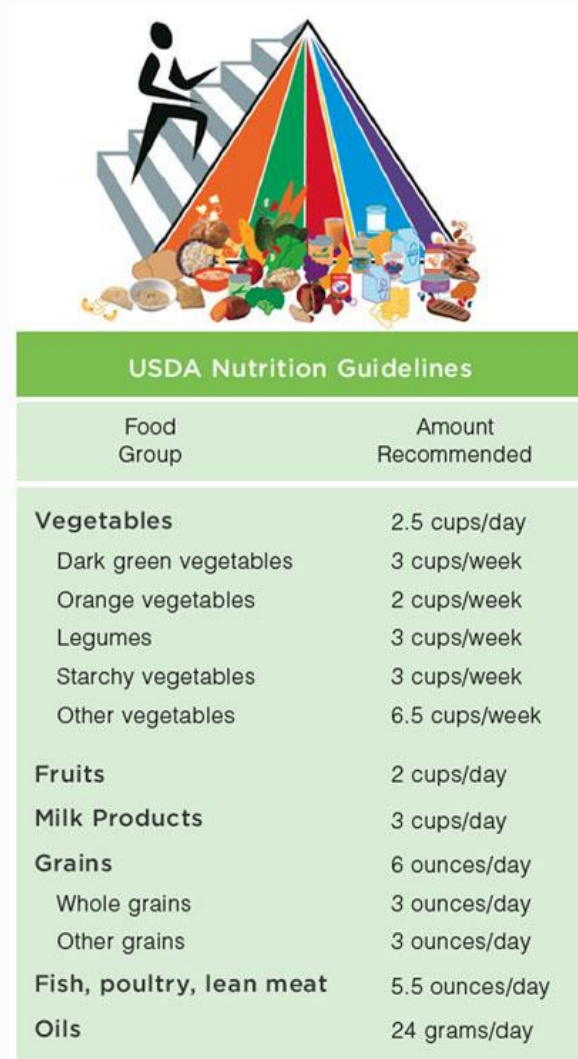 USDA Nutrition Guidelines
Food Group
Amount Recommended
Vegetables 2.5 cups/day
Dark green vegetables 3 cups/week
Orange vegetables 2 cups/week
Legumes 3 cups/week
Starchy vegetables 3 cups/week
Other vegetables 6.5 cups/week
Fruits 2 cups/day
Milk Products 3 cups/day
Grains 6 ounces/day
Whole grains 3 ounces/day
Other grains 3 ounces/day
Fish, poultry, lean meat 5.5 ounces/day
Oils 24 grams/day